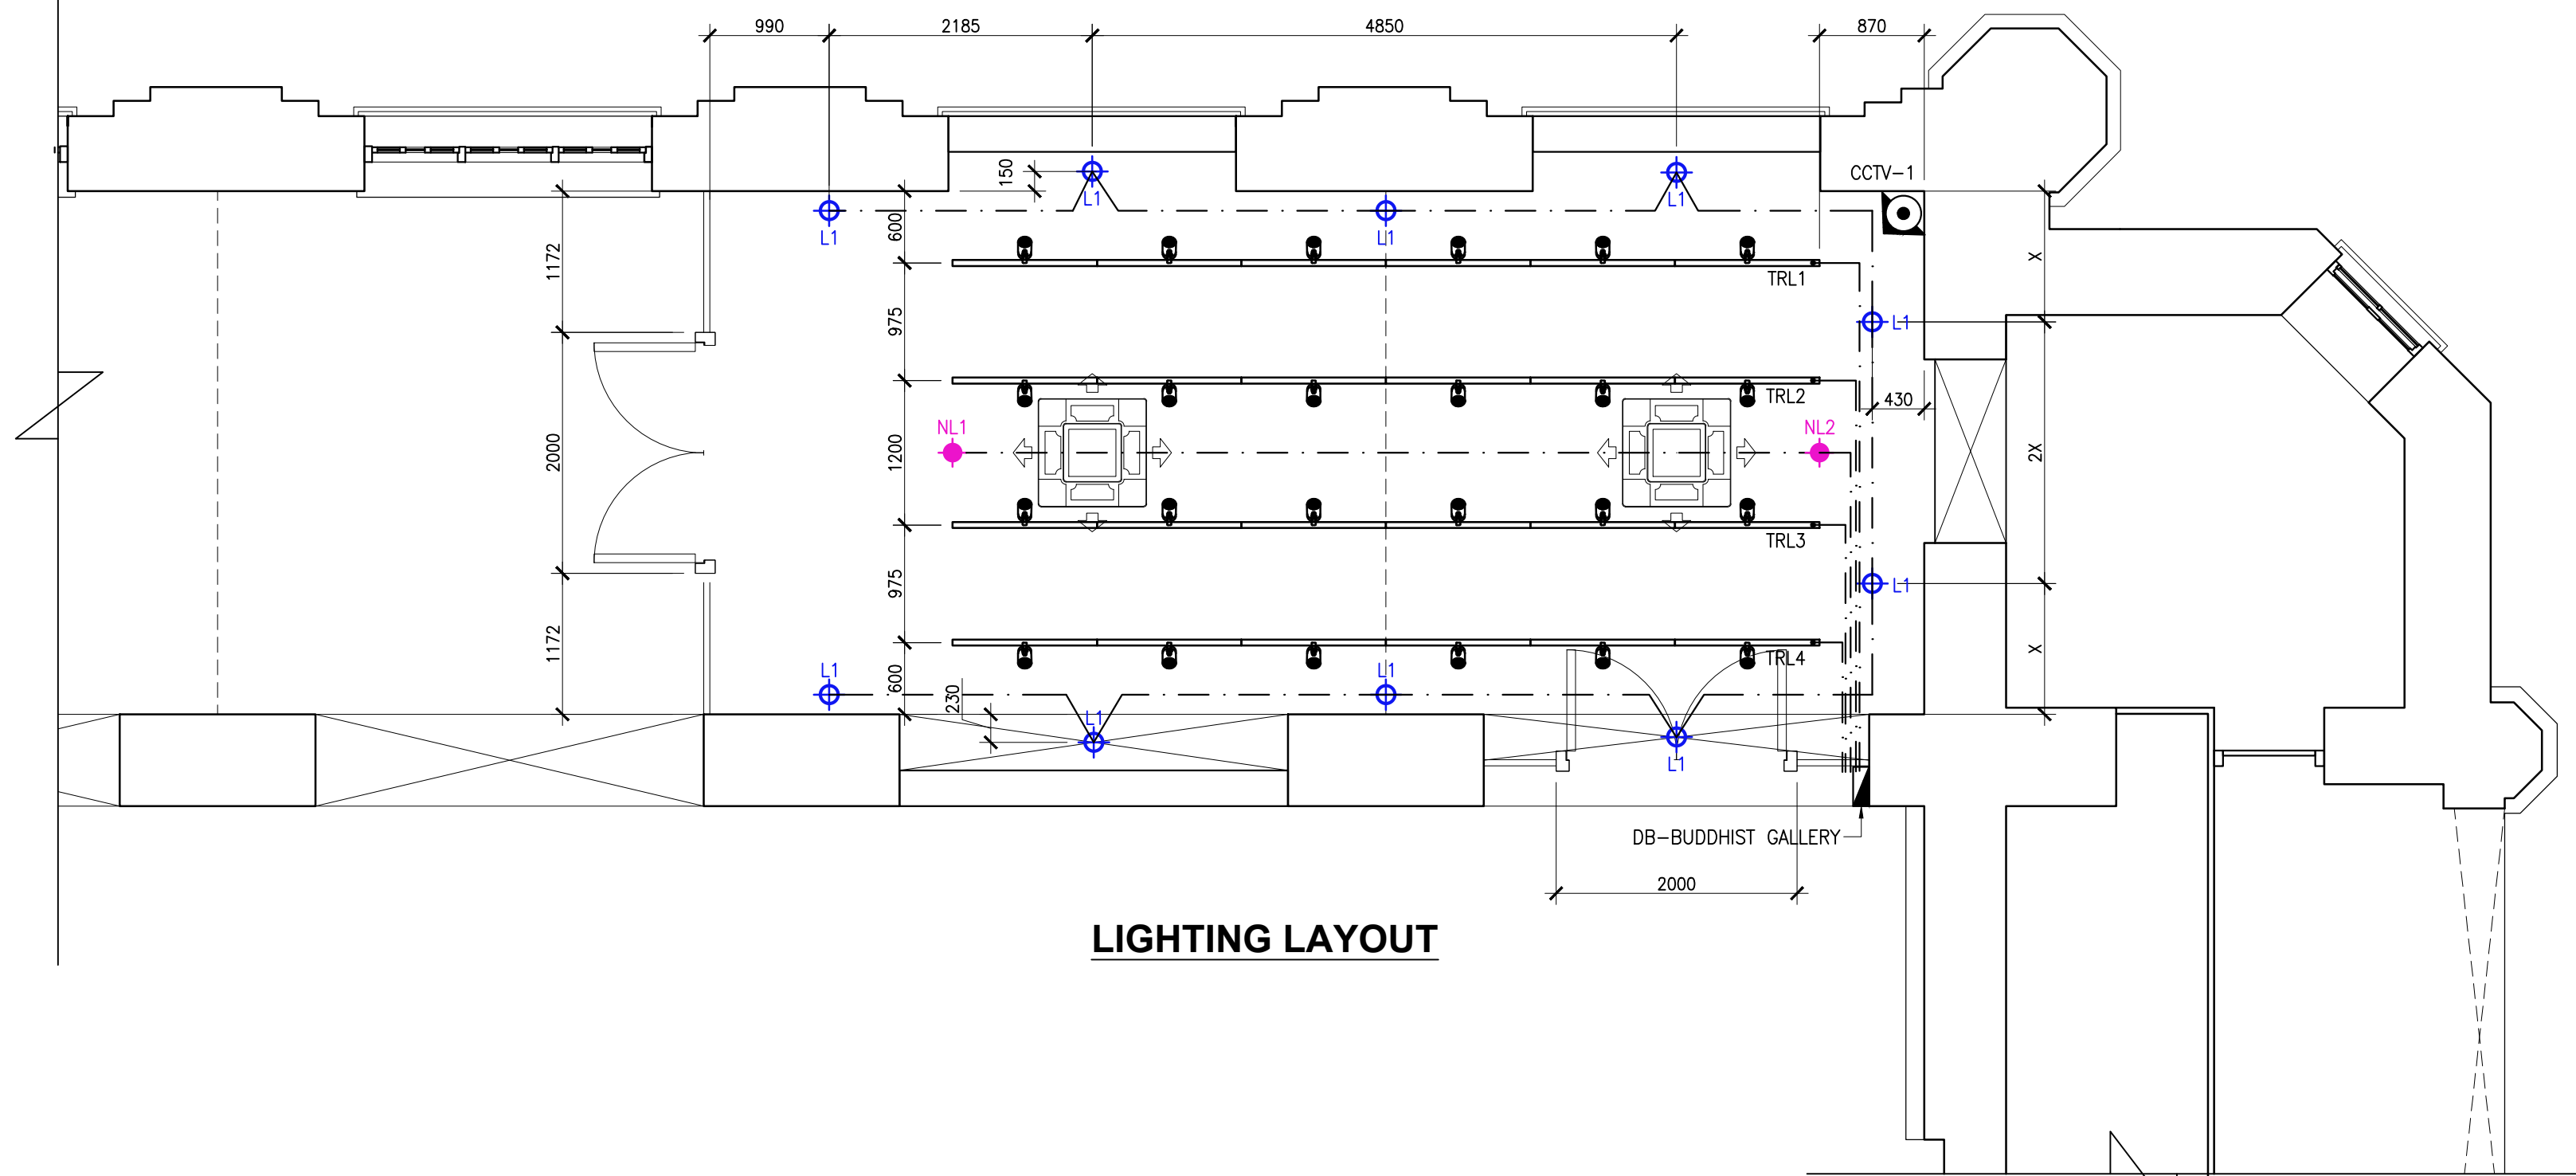 990
2185
4850
870
150
CCTV-1
L1
L1
L1
L1
600
1172
X
TRL1
975
L1
TRL2
430
NL1
NL2
2000
1200
2X
TRL3
975
L1
1172
X
TRL4
L1
L1
600
230
L1
L1
DB-BUDDHIST GALLERY
2000
LIGHTING LAYOUT